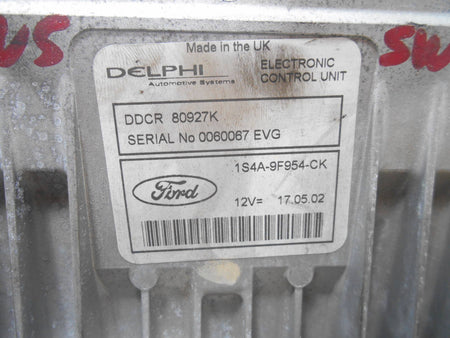 Made in the UK
DELPHI
Automotive Systems
ELECTRONIC
CONTROL UNIT
DDCR 80927K
SERIAL No 0060067 EVG
Ford
1S4A-9F954-CK
12V= 17.05.02